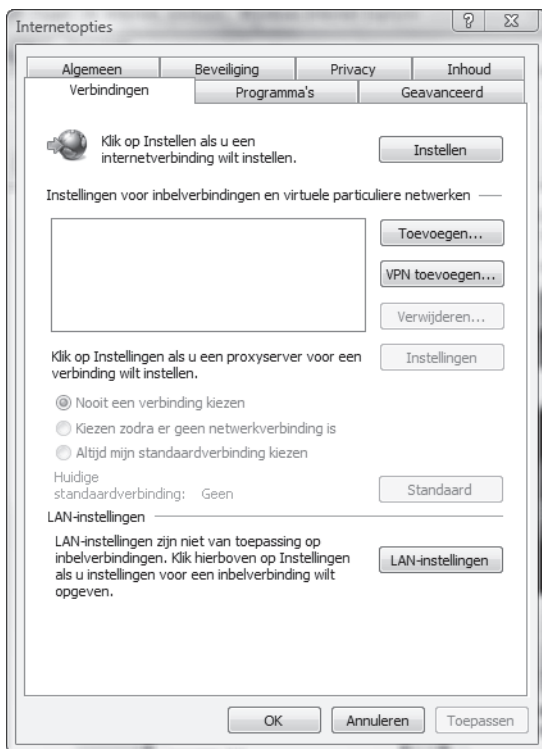 Internetopties
Algemeen
Beveiliging
Privacy
Inhoud
Verbindingen
Programma's
Geavanceerd
Klik op Instellen als u een
internetverbinding wilt instellen.
Instellen
Instellingen voor inbelverbindingen en virtuele particuliere netwerken
Toevoegen...
VPN toevoegen...
Verwijderen...
Klik op Instellingen als u een proxyserver voor een
verbinding wilt instellen.
Instellingen
Nooit een verbinding kiezen
Kiezen zodra er geen netwerkverbinding is
Altijd mijn standaardverbinding kiezen
Huidige
standaardverbinding: Geen
Standaard
LAN-instellingen
LAN-instellingen zijn niet van toepassing op
inbelverbindingen. Klik hierboven op Instellingen
als u instellingen voor een inbelverbinding wilt
opgeven.
LAN-instellingen
OK
Annuleren
Toepassen